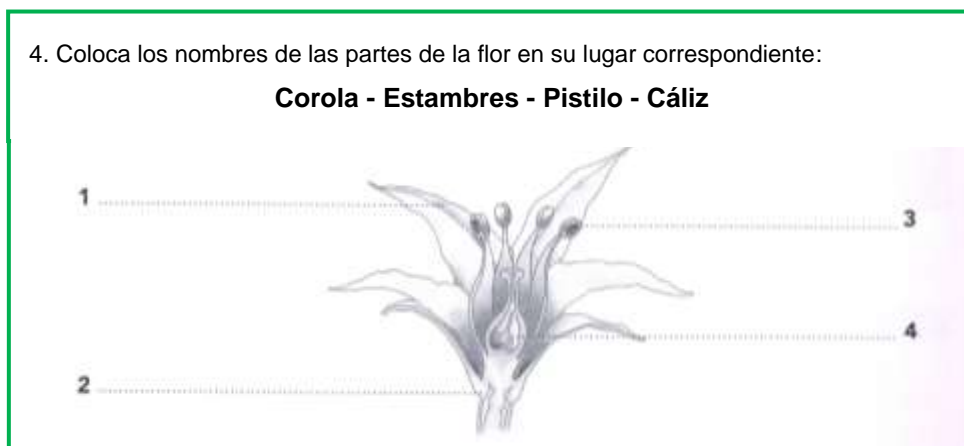 4. Coloca los nombres de las partes de la flor en su lugar correspondiente:
Corola - Estambres - Pistilo - Cáliz
1
3
4
2